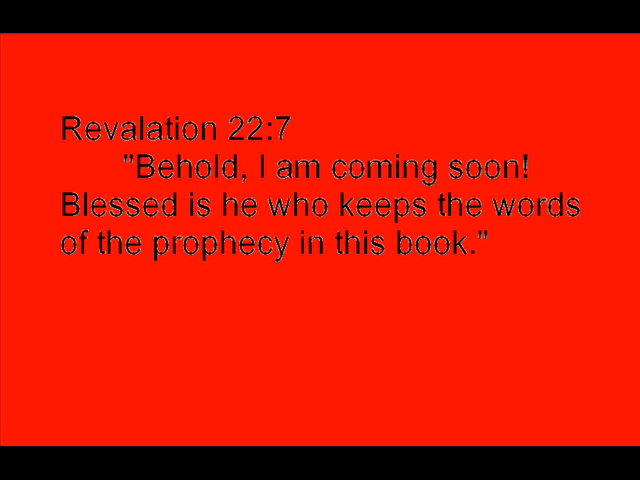 Revalation 22:7
"Behold, I am coming soon!
Blessed is he who keeps the words
of the prophecy in this book."